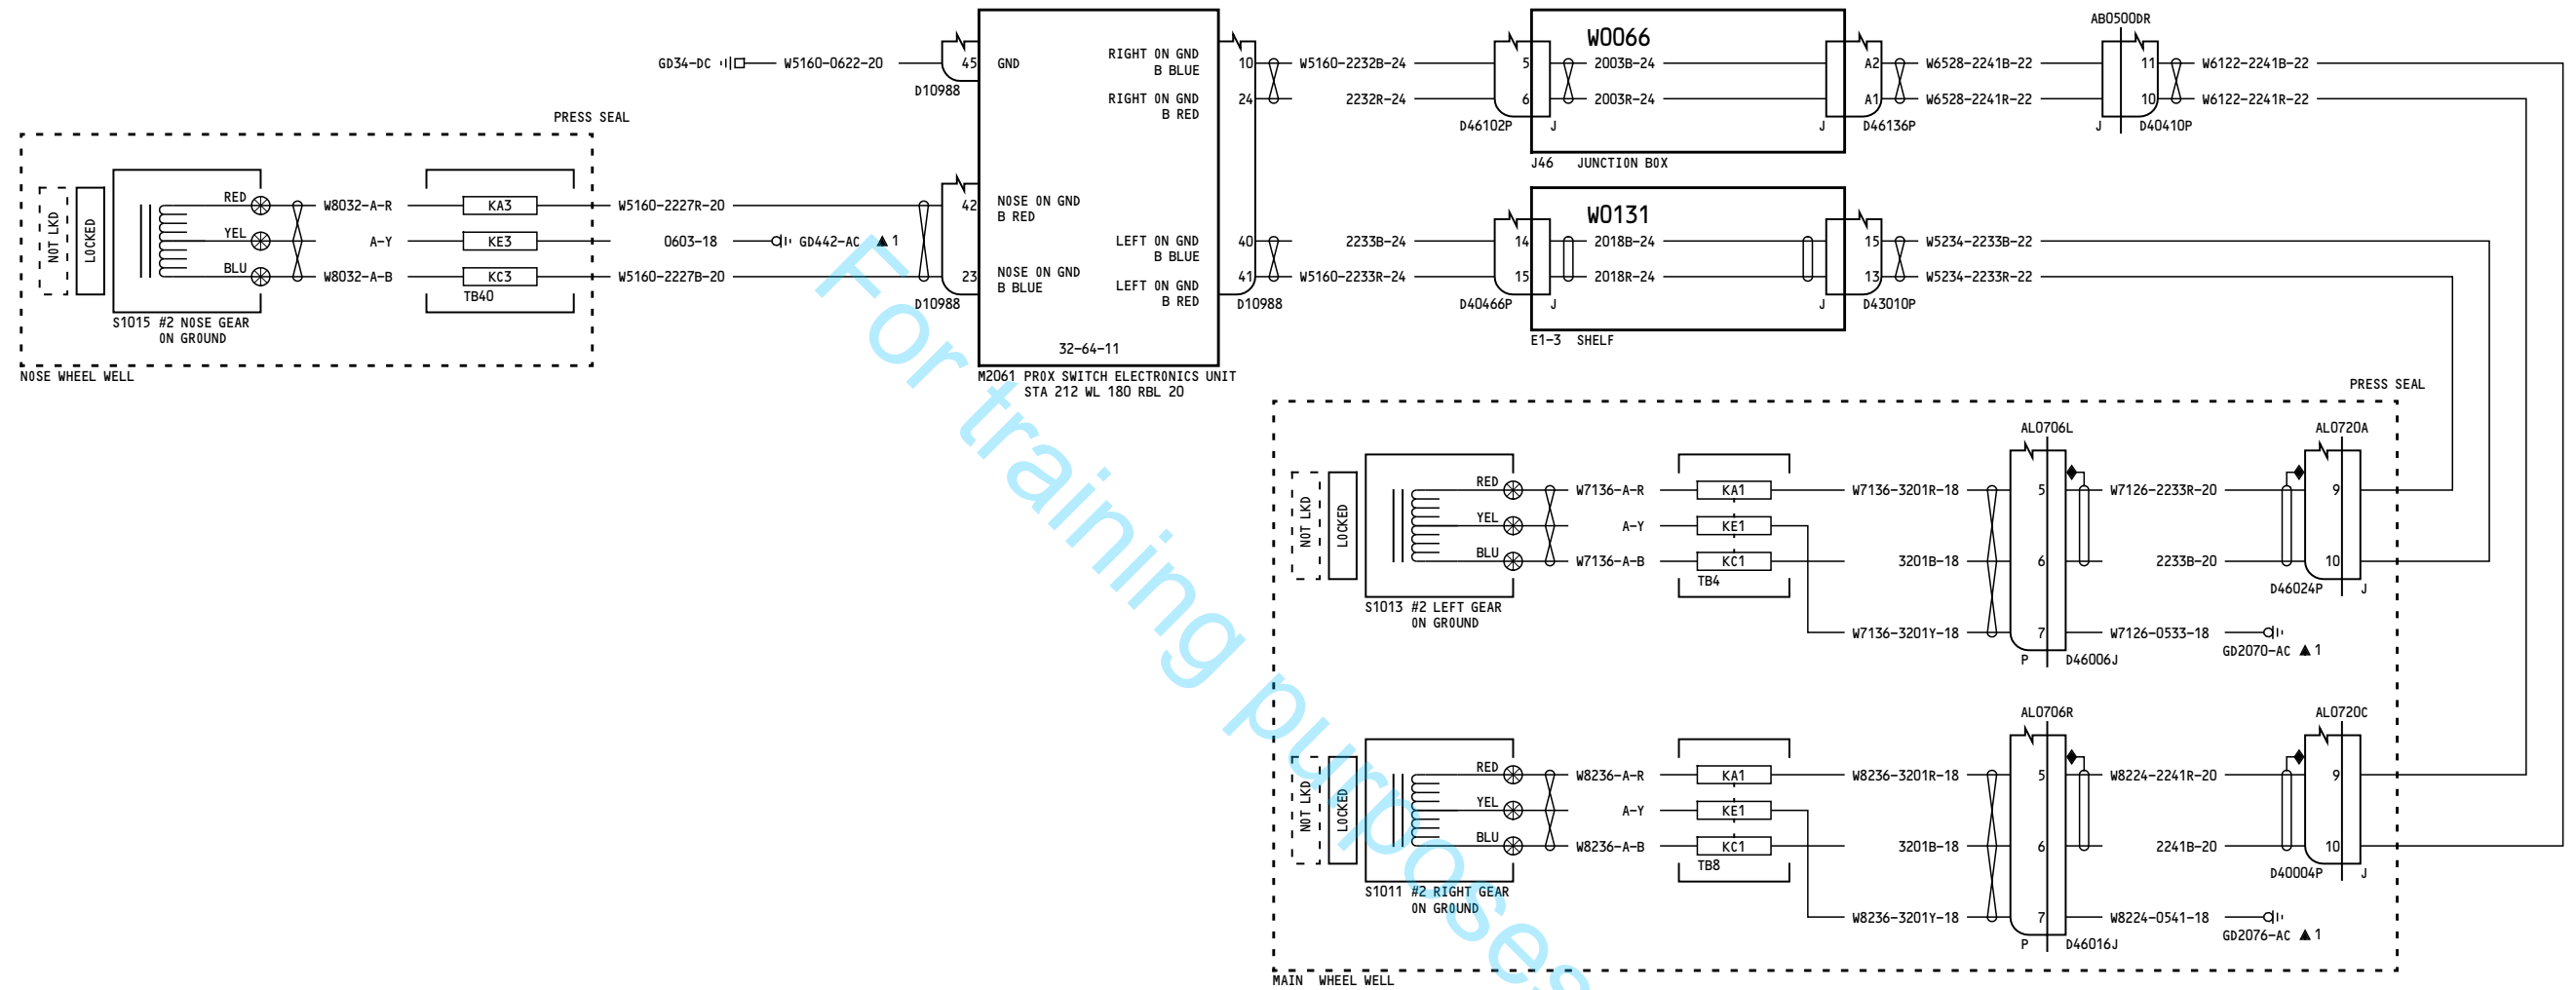 AB0500DR
GD34-DC
W5160-0622-20
45
GND
D10988
RIGHT ON GND
B BLUE
10
W5160-2232B-24
5
W0066
2003B-24
A2
W6528-2241B-22
11
W6122-2241B-22
RIGHT ON GND
B RED
24
2232R-24
6
2003R-24
A1
W6528-2241R-22
10
W6122-2241R-22
D46102P
J
J
D46136P
J
D40410P
J46 JUNCTION BOX
PRESS SEAL
NOT LKD
LOCKED
RED
W8032-A-R
KA3
W5160-2227R-20
42
NOSE ON GND
B RED
YEL
A-Y
KE3
0603-18
GD442-AC
1
BLU
W8032-A-B
KC3
W5160-2227B-20
23
NOSE ON GND
B BLUE
TB40
D10988
S1015 #2 NOSE GEAR
ON GROUND
NOSE WHEEL WELL
LEFT ON GND
B BLUE
40
2233B-24
14
W0131
2018B-24
15
W5234-2233B-22
LEFT ON GND
B RED
41
W5160-2233R-24
15
2018R-24
13
W5234-2233R-22
D10988
D40466P
J
J
D43010P
E1-3 SHELF
32-64-11
M2061 PROX SWITCH ELECTRONICS UNIT
STA 212 WL 180 RBL 20
PRESS SEAL
AL0706L
AL0720A
NOT LKD
LOCKED
RED
W7136-A-R
KA1
W7136-3201R-18
5
W7126-2233R-20
9
YEL
A-Y
KE1
BLU
W7136-A-B
KC1
3201B-18
6
2233B-20
10
TB4
D46024P
J
S1013 #2 LEFT GEAR
ON GROUND
W7136-3201Y-18
7
W7126-0533-18
GD2070-AC
1
P
D46006J
AL0706R
AL0720C
NOT LKD
LOCKED
RED
W8236-A-R
KA1
W8236-3201R-18
5
W8224-2241R-20
9
YEL
A-Y
KE1
BLU
W8236-A-B
KC1
3201B-18
6
2241B-20
10
TB8
D40004P
J
S1011 #2 RIGHT GEAR
ON GROUND
W8236-3201Y-18
7
W8224-0541-18
GD2076-AC
1
P
D46016J
MAIN WHEEL WELL
For training purposes